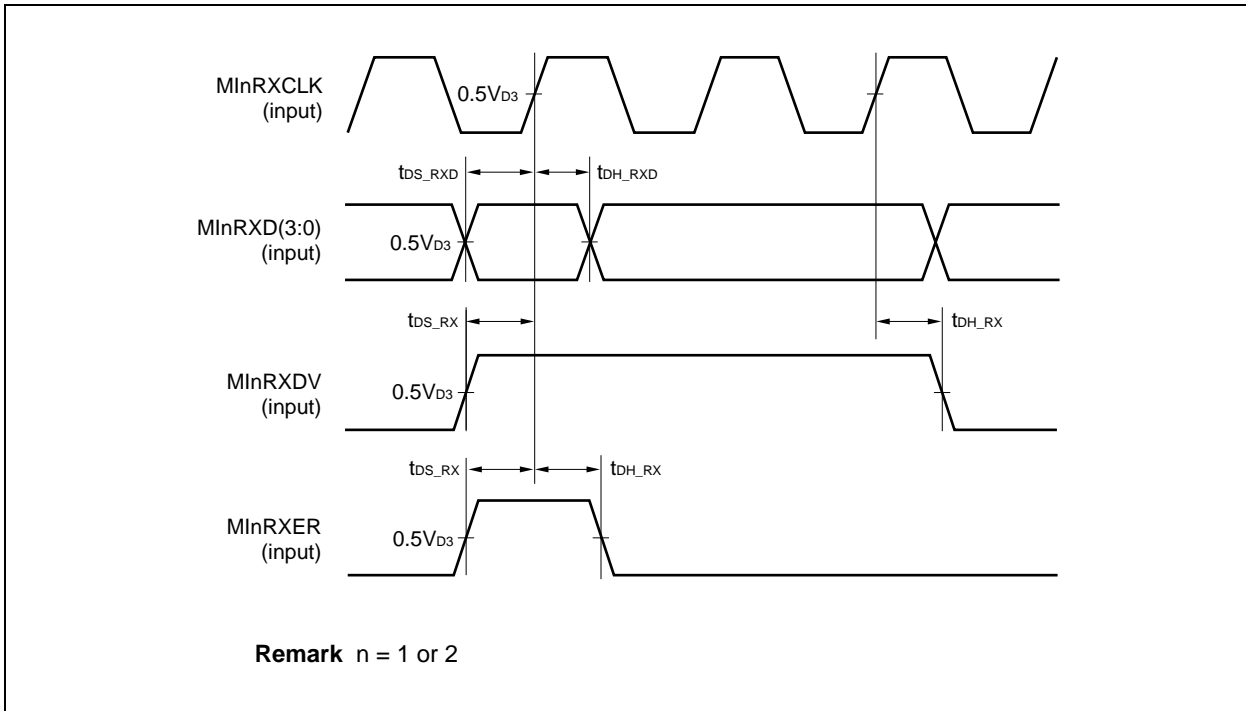 MInRXCLK
(input)
0.5VD3
tDS_RXD
tDH_RXD
MInRXD(3:0)
(input)
0.5VD3
tDS_RX
tDH_RX
MInRXDV
(input)
0.5VD3
tDS_RX
tDH_RX
MInRXER
(input)
0.5VD3
Remark n = 1 or 2